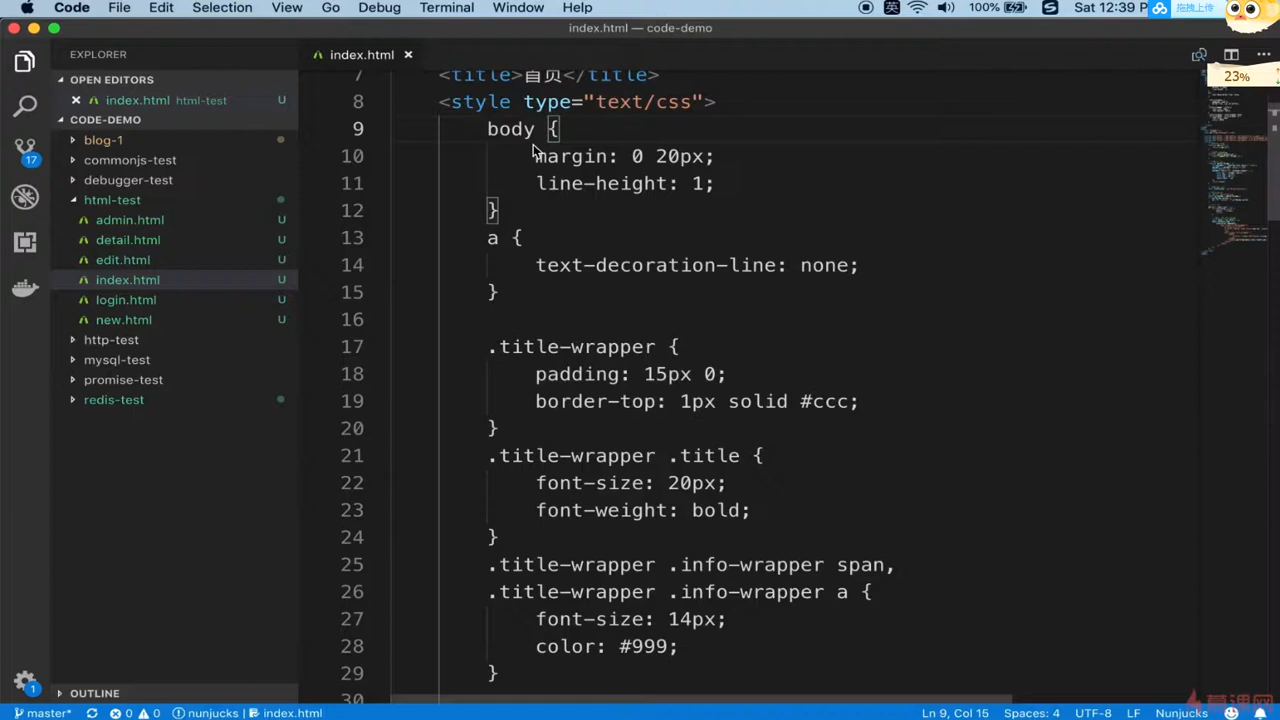 Code File Edit Selection View Go Debug Terminal Window Help 100% 英 S Sat 12:39 P 拖拽上传
index.html — code-demo
EXPLORER index.html ×
23%
OPEN EDITORS
× index.html html-test U
CODE-DEMO
blog-1
commonjs-test
debugger-test
html-test
admin.html U
detail.html U
edit.html U
index.html U
login.html U
new.html U
http-test
mysql-test
promise-test
redis-test
OUTLINE
17
1
7 <title>首页</title>
8 <style type="text/css">
9 body {
10 margin: 0 20px;
11 line-height: 1;
12 }
13 a {
14 text-decoration-line: none;
15 }
16
17 .title-wrapper {
18 padding: 15px 0;
19 border-top: 1px solid #ccc;
20 }
21 .title-wrapper .title {
22 font-size: 20px;
23 font-weight: bold;
24 }
25 .title-wrapper .info-wrapper span,
26 .title-wrapper .info-wrapper a {
27 font-size: 14px;
28 color: #999;
29 }
30
master* 0 0 nunjucks index.html Ln 9, Col 15 Spaces: 4 UTF-8 LF Nunjucks